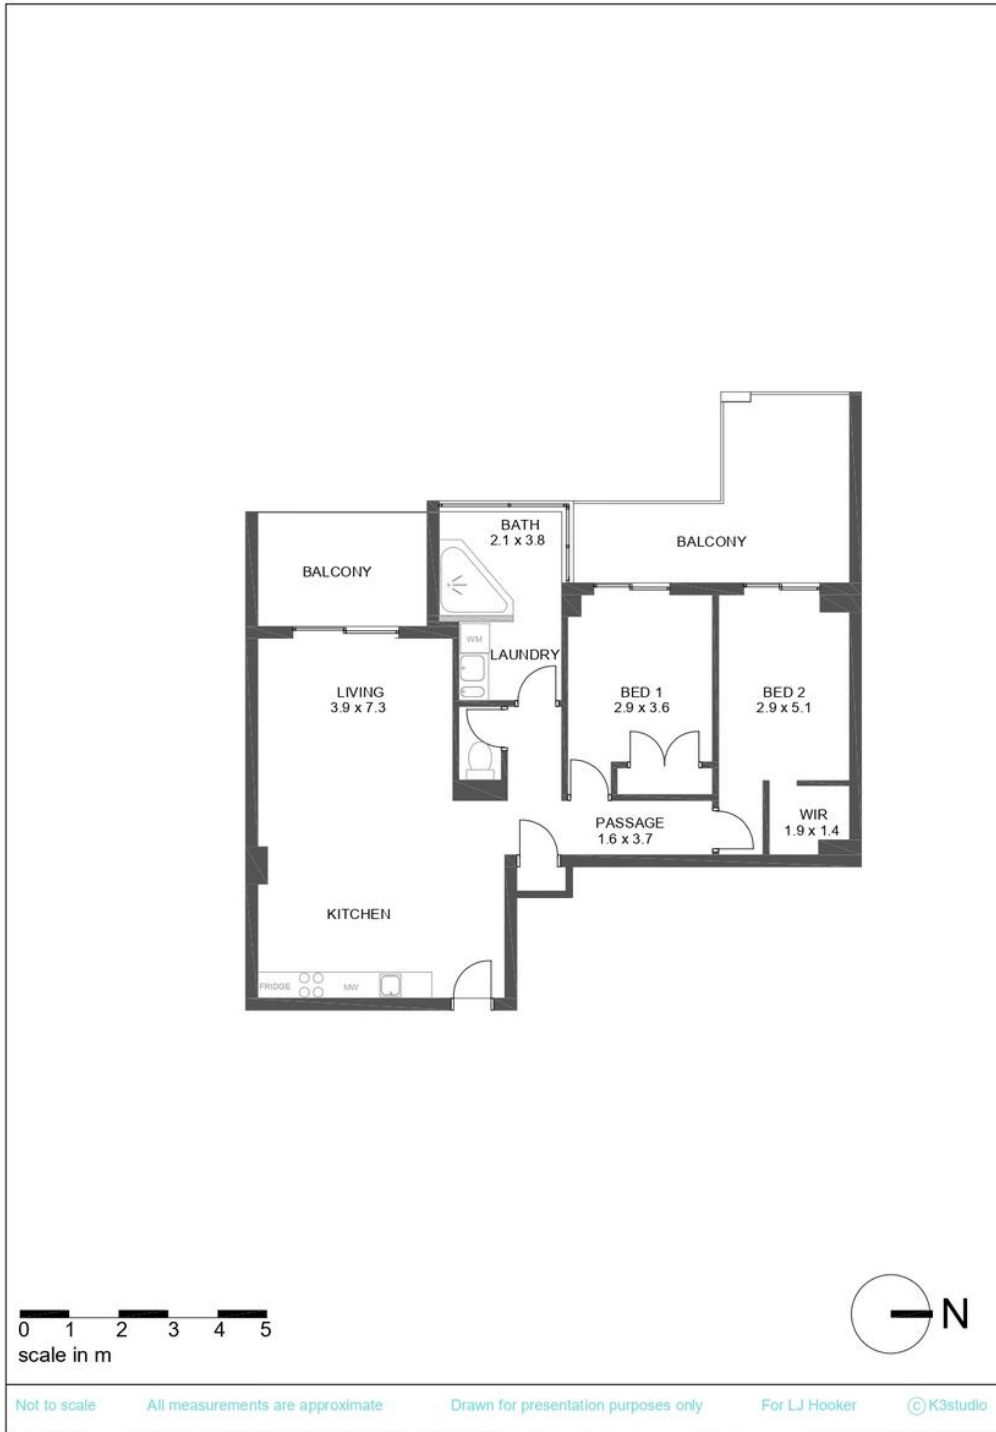 BATH
2.1 x 3.8
BALCONY
BALCONY
WM
LAUNDRY
LIVING
3.9 x 7.3
BED 1
2.9 x 3.6
BED 2
2.9 x 5.1
WIR
1.9 x 1.4
PASSAGE
1.6 x 3.7
KITCHEN
FRIDGE
MW
N
0 1 2 3 4 5
scale in m
Not to scale All measurements are approximate Drawn for presentation purposes only For LJ Hooker © K3studio